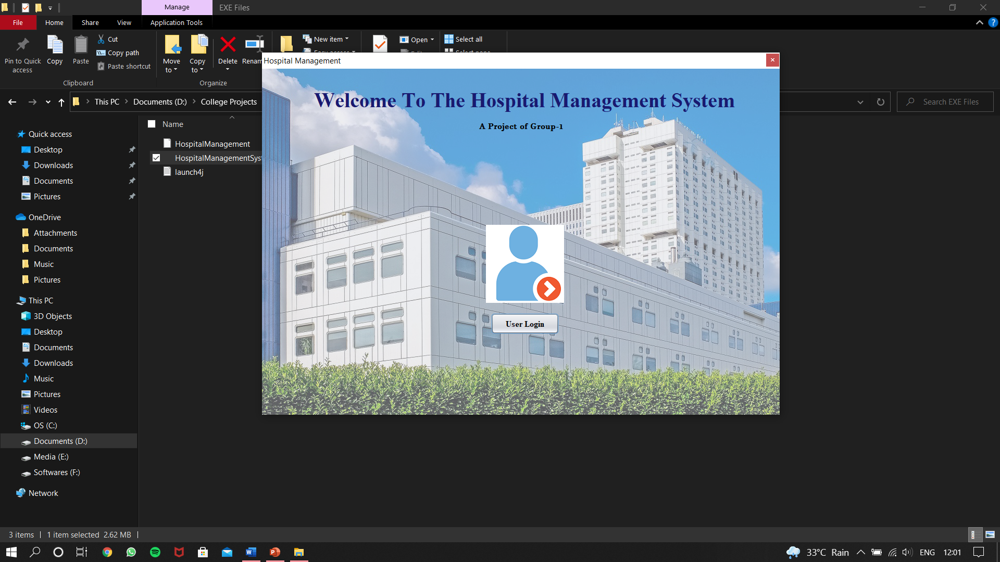 Manage
EXE Files
File
Home
Share
View
Application Tools
Pin to Quick
access
Copy
Paste
Cut
Copy path
Paste shortcut
Clipboard
Move
to
Copy
to
Delete
Renam
Organize
New item
Easy access
Open
Select all
Select none
This PC
Documents (D:)
College Projects
Search EXE Files
Name
HospitalManagement
HospitalManagementSyst
launch4j
Quick access
Desktop
Downloads
Documents
Pictures
OneDrive
Attachments
Documents
Music
Pictures
This PC
3D Objects
Desktop
Documents
Downloads
Music
Pictures
Videos
OS (C:)
Documents (D:)
Media (E:)
Softwares (F:)
Network
Hospital Management
Welcome To The Hospital Management System
A Project of Group-1
User Login
3 items
1 item selected 2.62 MB
33°C Rain
ENG
12:01